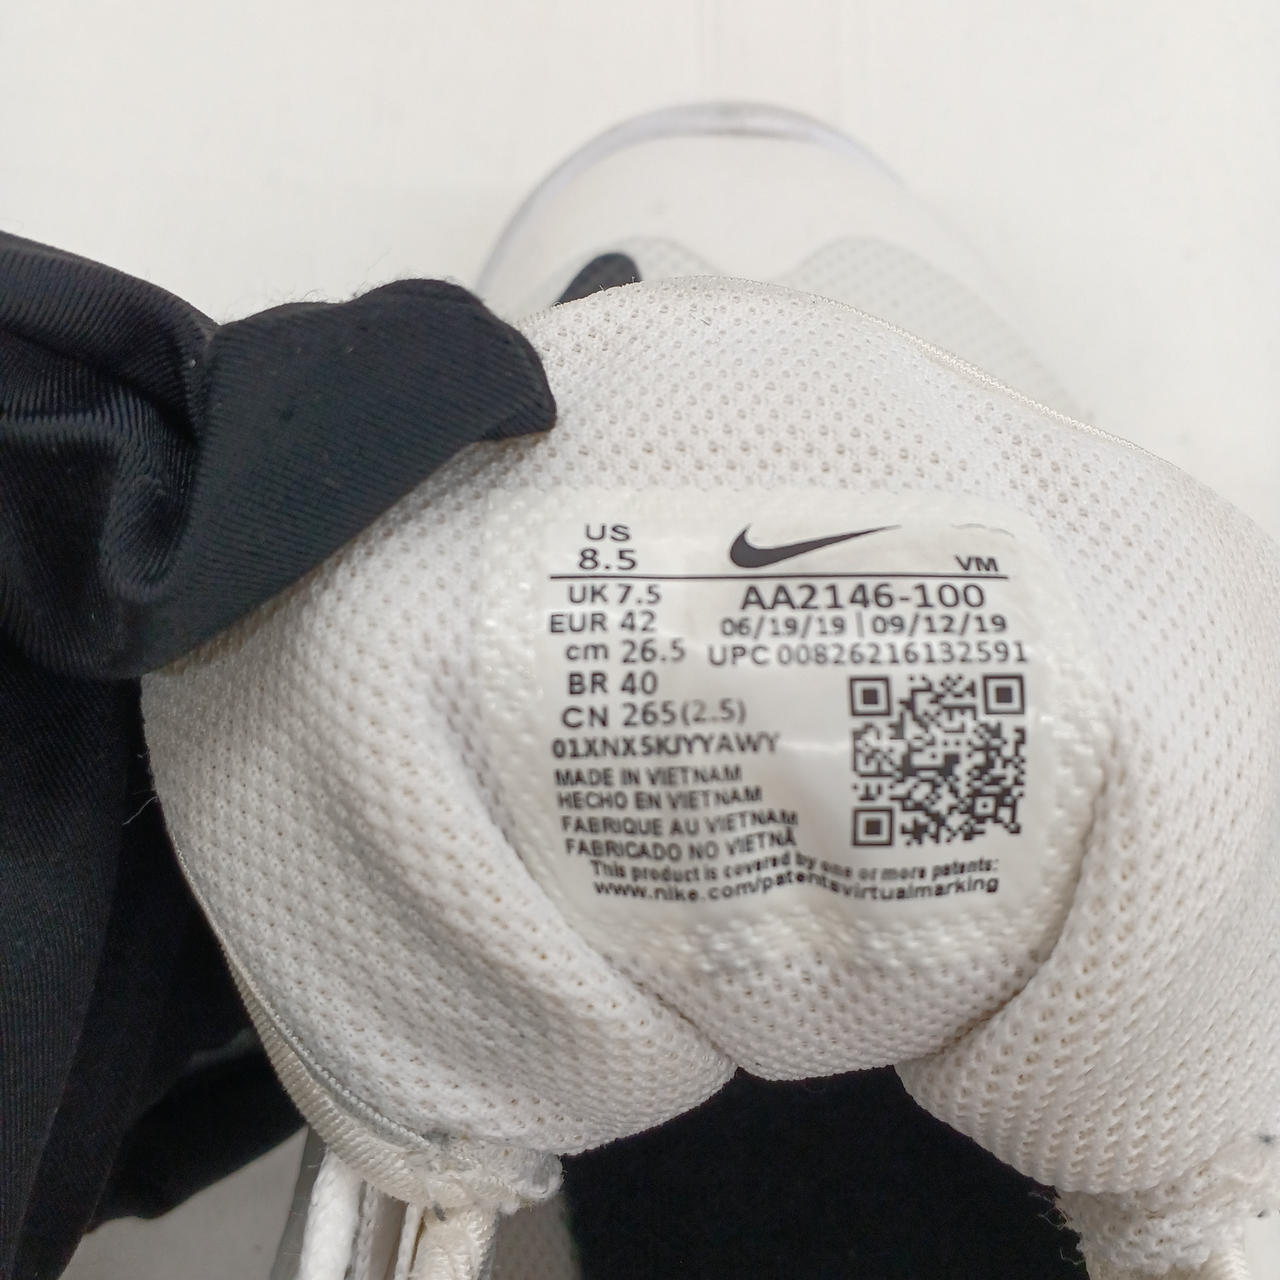 US
8.5
VM
UK 7.5
EUR 42
cm 26.5
BR 40
CN 265(2.5)
AA2146-100
06/19/19 | 09/12/19
UPC 00826216132591
01XNX5KJYYAWY
MADE IN VIETNAM
HECHO EN VIETNAM
FABRIQUE AU VIETNAM
FABRICADO NO VIETNÃ
This product is covered by one or more patents:
www.nike.com/patentsvirtualmarking